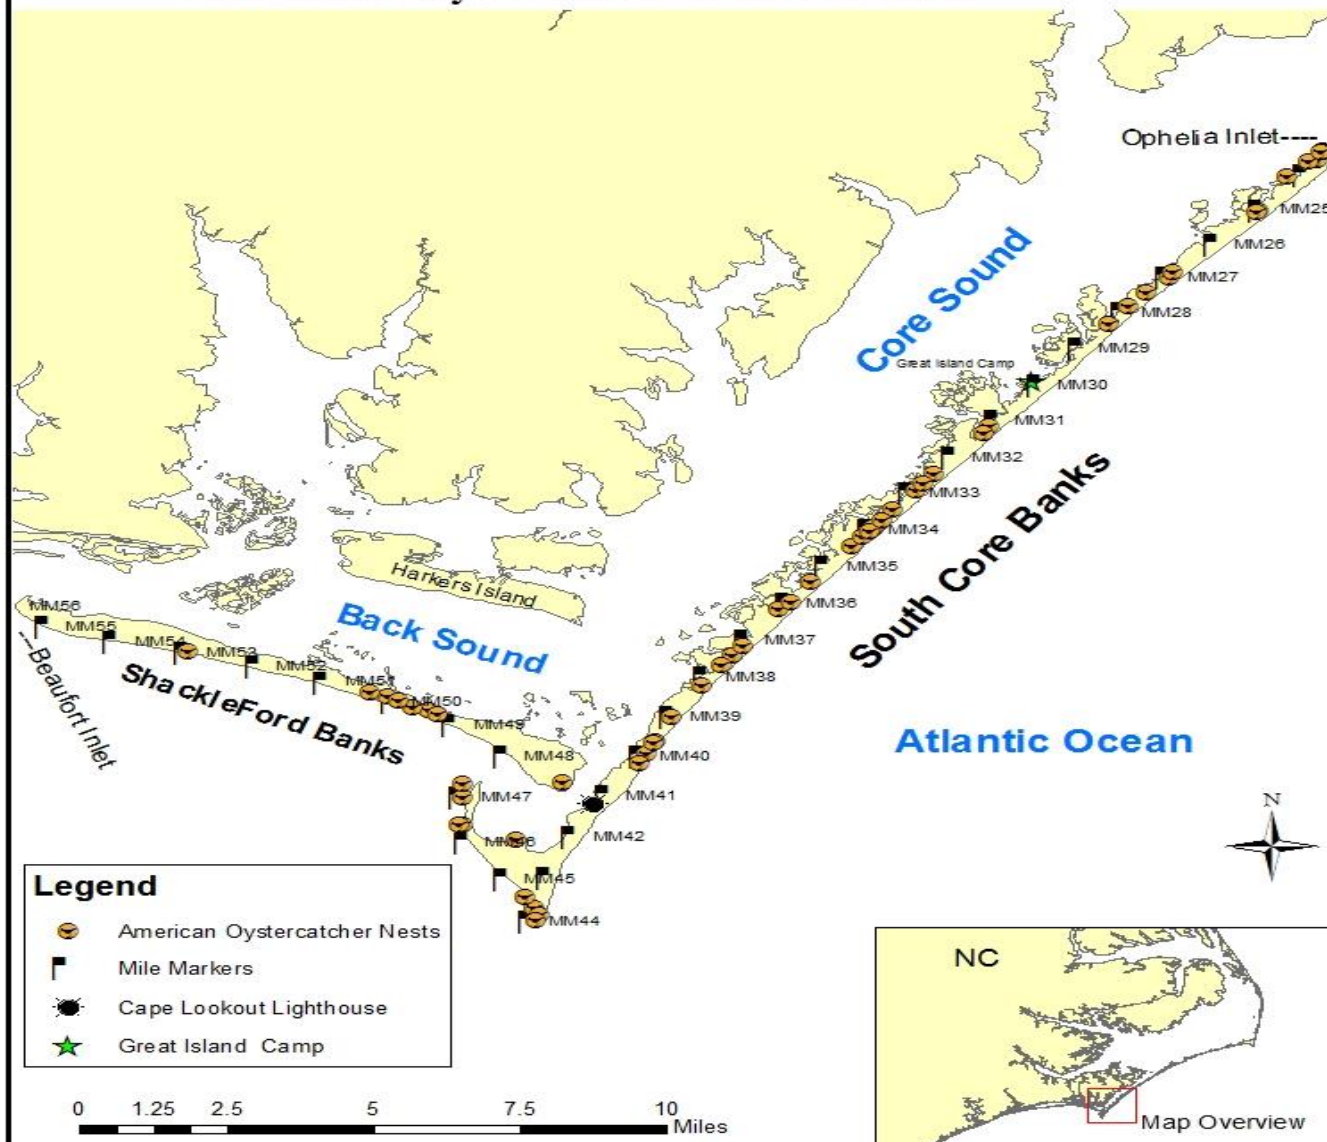 Ophelia Inlet----
MM25
MM26
MM27
MM28
MM29
Great Island Camp
MM30
MM31
MM32
MM33
MM34
MM35
MM36
MM37
MM38
MM39
MM40
MM41
MM42
MM44
MM45
MM46
MM47
MM48
MM49
MM50
MM51
MM52
MM53
MM54
MM55
MM56
Core Sound
South Core Banks
Harkers Island
Back Sound
ShackleFord Banks
---Beaufort Inlet
Atlantic Ocean
N
Legend
American Oystercatcher Nests
Mile Markers
Cape Lookout Lighthouse
Great Island Camp
0 1.25 2.5 5 7.5 10
Miles
NC
Map Overview